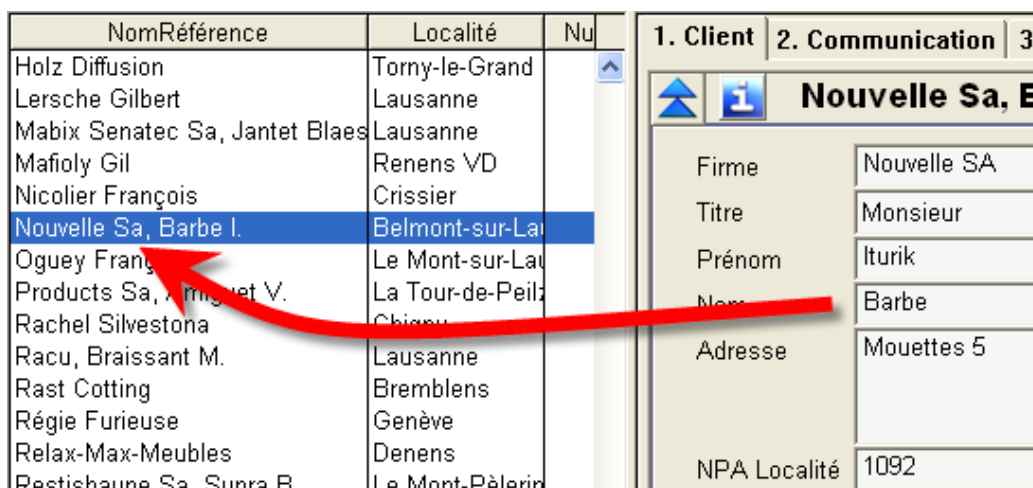 NomRéférence Localité Nu
Holz Diffusion Torny-le-Grand
Lersche Gilbert Lausanne
Mabix Senatec Sa, Jantet Blaes Lausanne
Mafioly Gil Renens VD
Nicolier François Crissier
Nouvelle Sa, Barbe I. Belmont-sur-Lau
Oguey Le Mont-sur-Lau
Products Sa, V. La Tour-de-Peilz
Rachel Silvestona
Racu, Braissant M. Lausanne
Rast Cotting Bremblens
Régie Furieuse Genève
Relax-Max-Meubles Denens
Le Mont-Pèlerin
1. Client 2. Communication 3
Nouvelle Sa, B
Firme Nouvelle SA
Titre Monsieur
Prénom Iturik
Nom Barbe
Adresse Mouettes 5
NPA Localité 1092